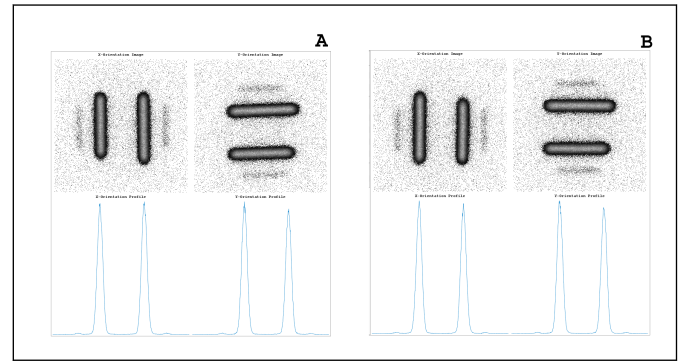 A
X-Orientation Image
Y-Orientation Image
X-Orientation Profile
Y-Orientation Profile
B
X-Orientation Image
Y-Orientation Image
X-Orientation Profile
Y-Orientation Profile